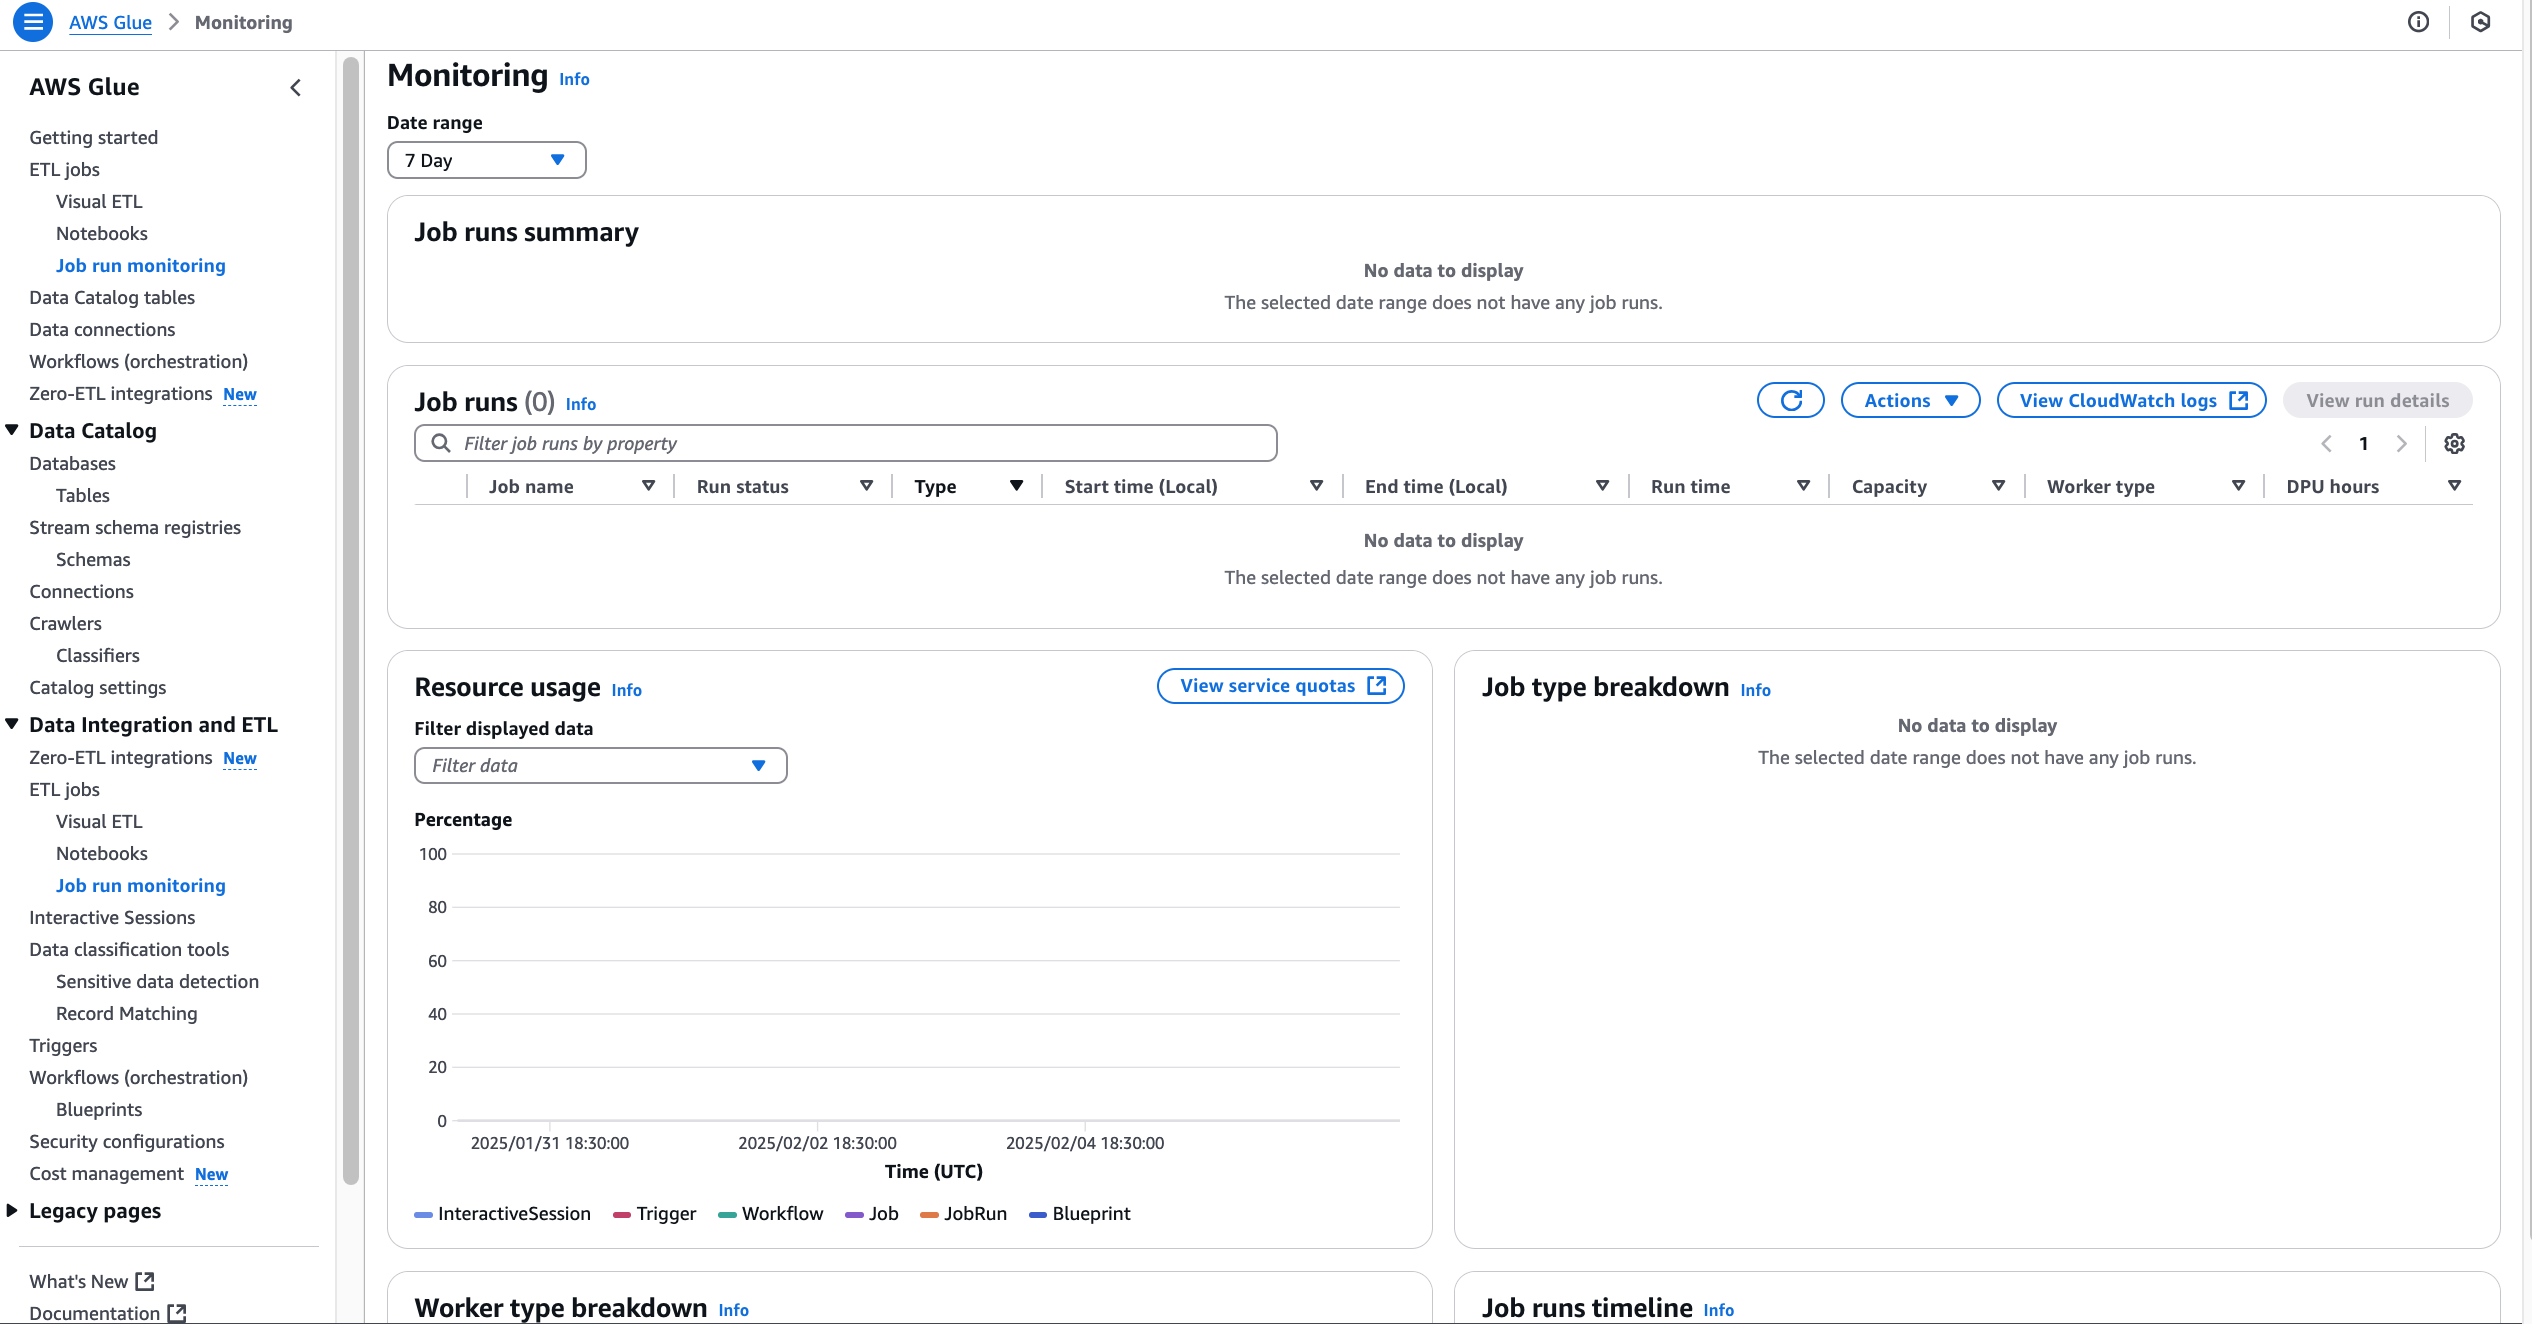 AWS Glue > Monitoring
AWS Glue
Getting started
ETL jobs
Visual ETL
Notebooks
Job run monitoring
Data Catalog tables
Data connections
Workflows (orchestration)
Zero-ETL integrations New
Data Catalog
Databases
Tables
Stream schema registries
Schemas
Connections
Crawlers
Classifiers
Catalog settings
Data Integration and ETL
Zero-ETL integrations New
ETL jobs
Visual ETL
Notebooks
Job run monitoring
Interactive Sessions
Data classification tools
Sensitive data detection
Record Matching
Triggers
Workflows (orchestration)
Blueprints
Security configurations
Cost management New
Legacy pages
What's New
Documentation
Monitoring Info
Date range
7 Day
Job runs summary
No data to display
The selected date range does not have any job runs.
Job runs (0) Info
Actions
View CloudWatch logs
View run details
Filter job runs by property
1
Job name Run status Type Start time (Local) End time (Local) Run time Capacity Worker type DPU hours
No data to display
The selected date range does not have any job runs.
Resource usage Info
View service quotas
Filter displayed data
Filter data
Percentage
100
80
60
40
20
0
2025/01/31 18:30:00 2025/02/02 18:30:00 2025/02/04 18:30:00
Time (UTC)
InteractiveSession Trigger Workflow Job JobRun Blueprint
Job type breakdown Info
No data to display
The selected date range does not have any job runs.
Worker type breakdown Info
Job runs timeline Info